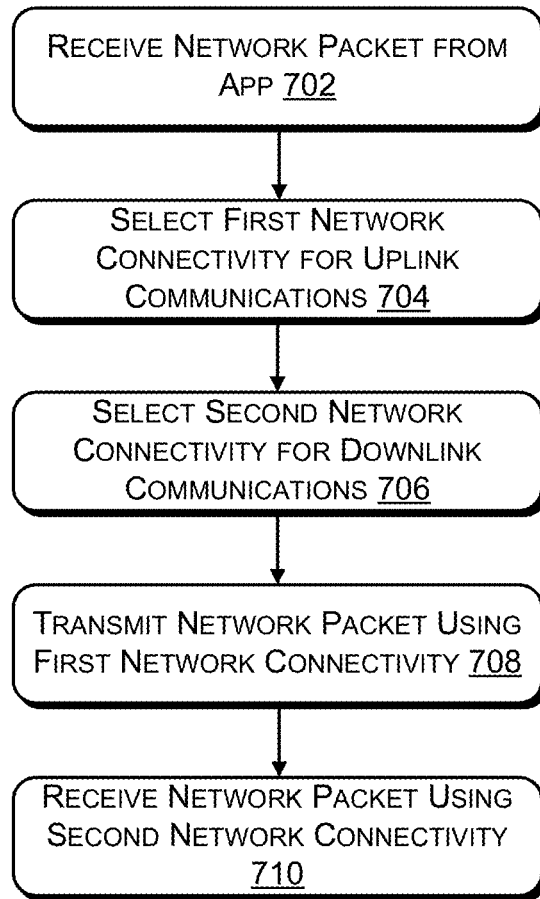 RECEIVE NETWORK PACKET FROM
APP 702
SELECT FIRST NETWORK
CONNECTIVITY FOR UPLINK
COMMUNICATIONS 704
SELECT SECOND NETWORK
CONNECTIVITY FOR DOWNLINK
COMMUNICATIONS 706
TRANSMIT NETWORK PACKET USING
FIRST NETWORK CONNECTIVITY 708
RECEIVE NETWORK PACKET USING
SECOND NETWORK CONNECTIVITY
710